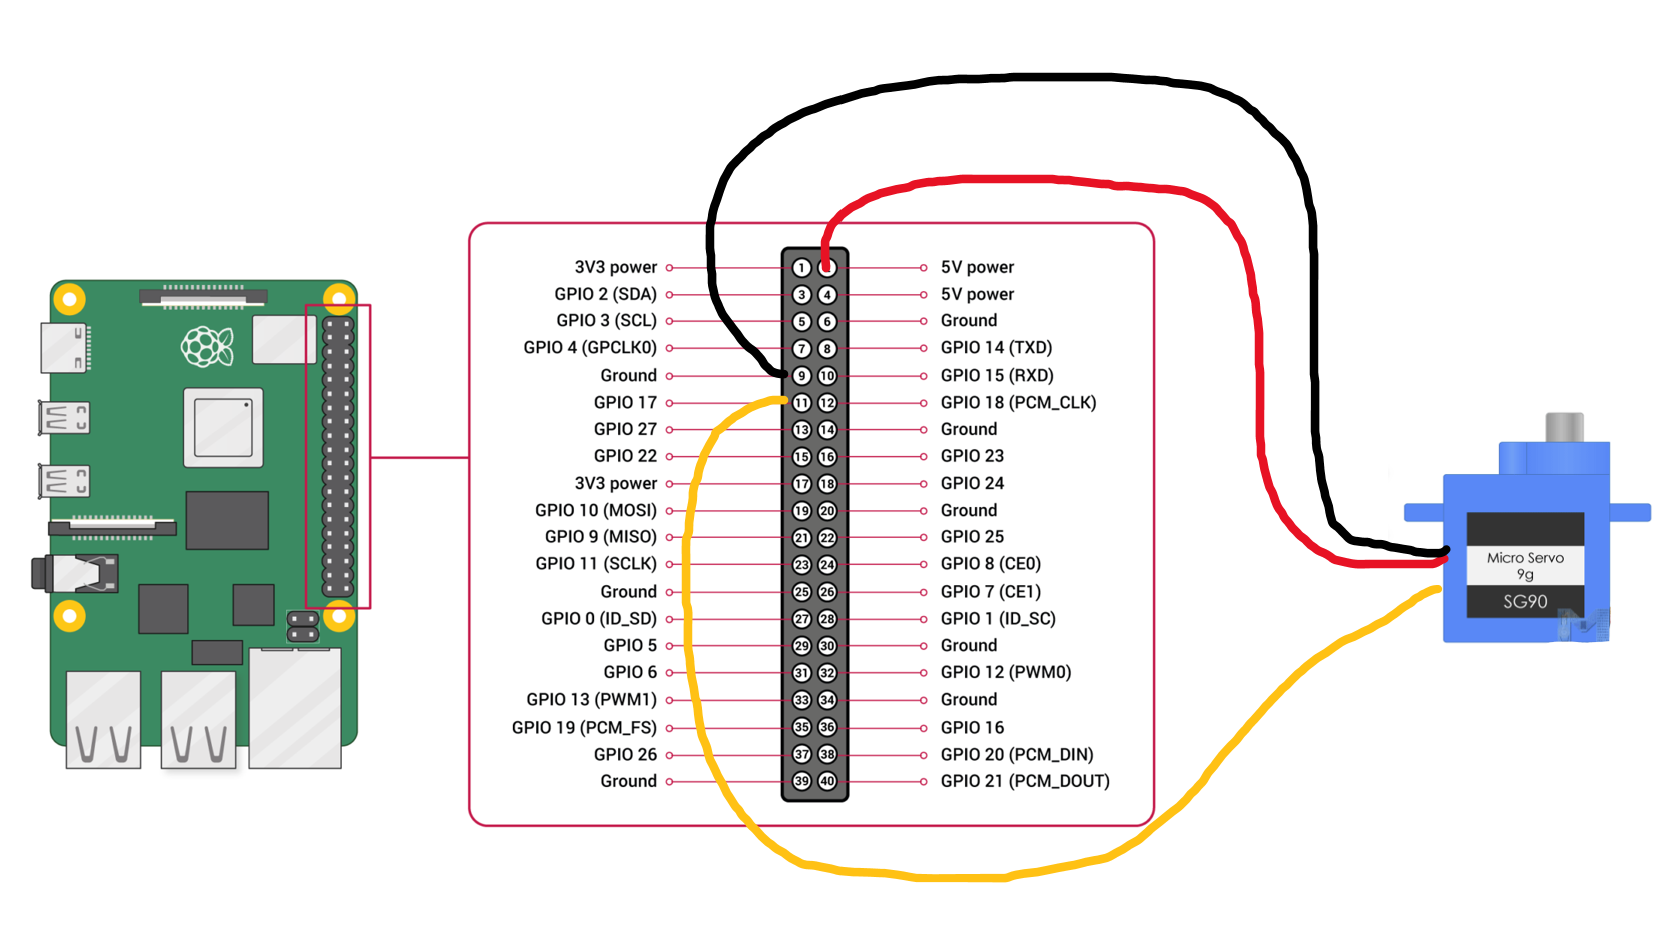 3V3 power 1 5V power
GPIO 2 (SDA) 3 4 5V power
GPIO 3 (SCL) 5 6 Ground
GPIO 4 (GPCLK0) 7 8 GPIO 14 (TXD)
Ground 9 10 GPIO 15 (RXD)
GPIO 17 11 12 GPIO 18 (PCM_CLK)
GPIO 27 13 14 Ground
GPIO 22 15 16 GPIO 23
3V3 power 17 18 GPIO 24
GPIO 10 (MOSI) 19 20 Ground
GPIO 9 (MISO) 21 22 GPIO 25
GPIO 11 (SCLK) 23 24 GPIO 8 (CE0)
Ground 25 26 GPIO 7 (CE1)
GPIO 0 (ID_SD) 27 28 GPIO 1 (ID_SC)
GPIO 5 29 30 Ground
GPIO 6 31 32 GPIO 12 (PWM0)
GPIO 13 (PWM1) 33 34 Ground
GPIO 19 (PCM_FS) 35 36 GPIO 16
GPIO 26 37 38 GPIO 20 (PCM_DIN)
Ground 39 40 GPIO 21 (PCM_DOUT)
Micro Servo
9g
SG90